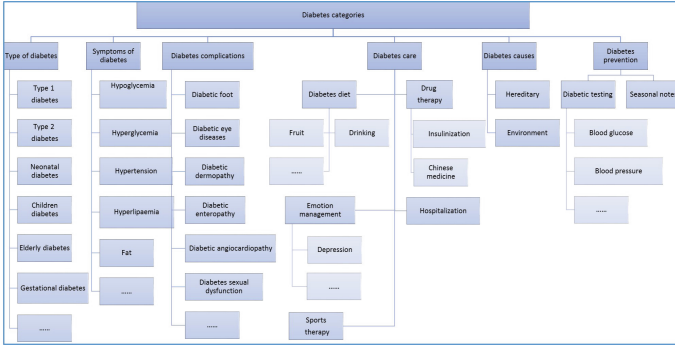 Diabetes categories
Type of diabetes
Symptoms of
diabetes
Diabetes complications
Diabetes care
Diabetes causes
Diabetes
prevention
Type 1
diabetes
Type 2
diabetes
Neonatal
diabetes
Children
diabetes
Elderly diabetes
Gestational diabetes
......
Hypoglycemia
Hyperglycemia
Hypertension
Hyperlipaemia
Fat
......
Diabetic foot
Diabetic eye
diseases
Diabetic
dermopathy
Diabetic
enteropathy
Diabetic angiocardiopathy
Diabetes sexual
dysfunction
......
Diabetes diet
Fruit
Drinking
......
Drug
therapy
Insulinization
Chinese
medicine
Emotion
management
Depression
......
Hospitalization
Sports
therapy
Hereditary
Environment
Diabetic testing
Blood glucose
Blood pressure
......
Seasonal notes